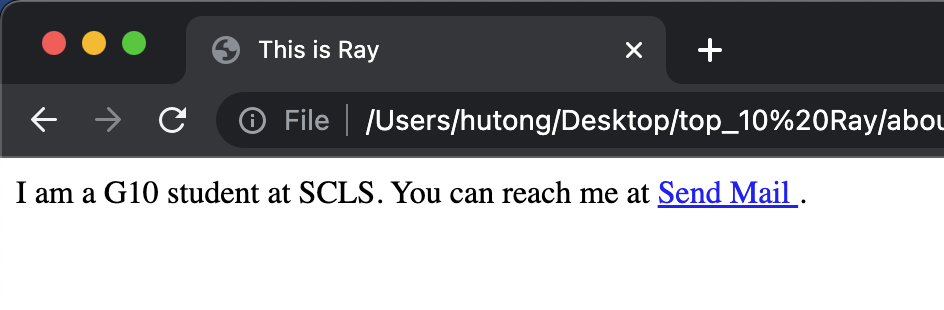 This is Ray
File /Users/hutong/Desktop/top_10%20Ray/abou
I am a G10 student at SCLS. You can reach me at Send Mail .